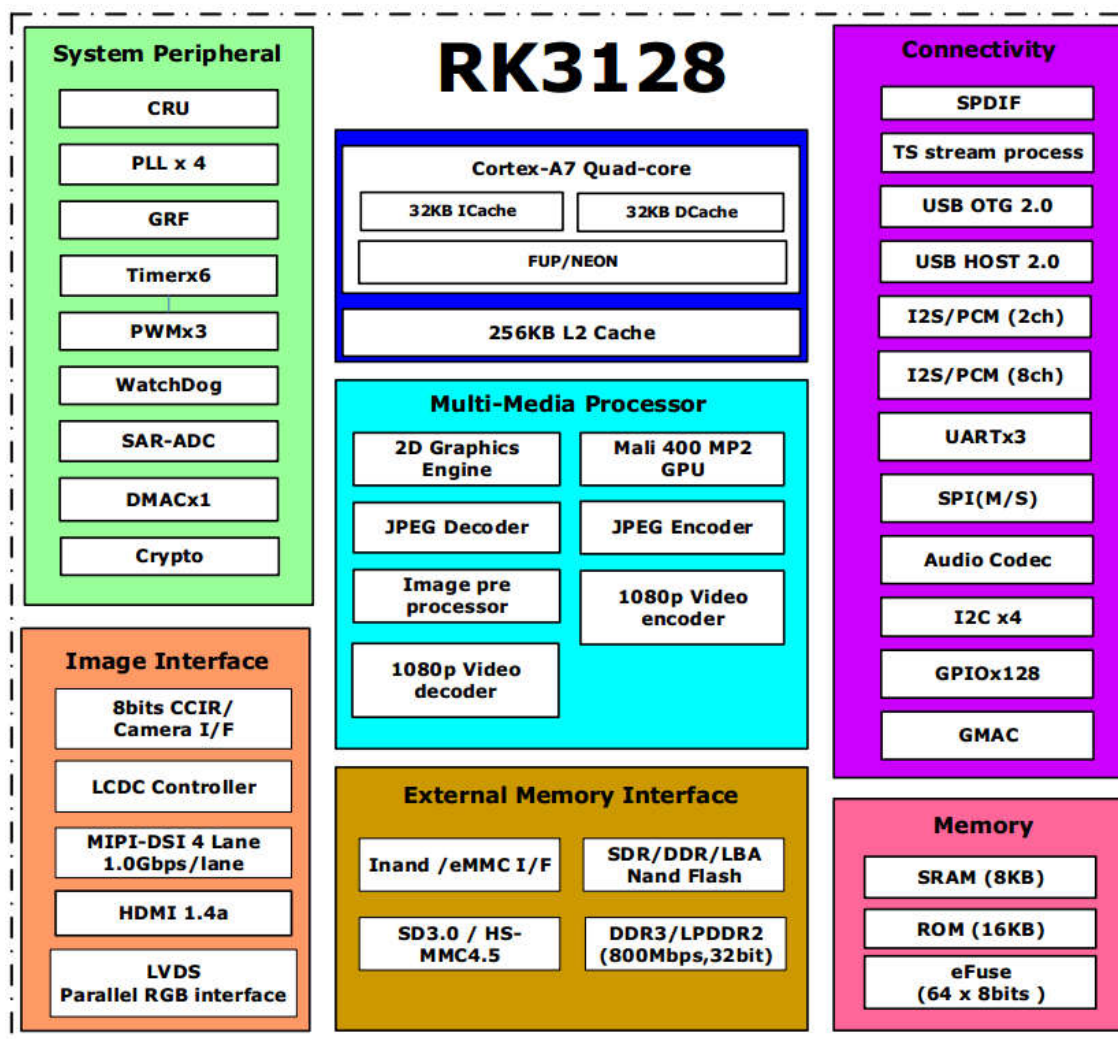 RK3128
System Peripheral
CRU
PLL x 4
GRF
Timerx6
PWMx3
WatchDog
SAR-ADC
DMACx1
Crypto
Image Interface
8bits CCIR/
Camera I/F
LCDC Controller
MIPI-DSI 4 Lane
1.0Gbps/lane
HDMI 1.4a
LVDS
Parallel RGB interface
Cortex-A7 Quad-core
32KB ICache
32KB DCache
FUP/NEON
256KB L2 Cache
Multi-Media Processor
2D Graphics
Engine
Mali 400 MP2
GPU
JPEG Decoder
JPEG Encoder
Image pre
processor
1080p Video
encoder
1080p Video
decoder
External Memory Interface
Inand /eMMC I/F
SDR/DDR/LBA
Nand Flash
SD3.0 / HS-
MMC4.5
DDR3/LPDDR2
(800Mbps,32bit)
Connectivity
SPDIF
TS stream process
USB OTG 2.0
USB HOST 2.0
I2S/PCM (2ch)
I2S/PCM (8ch)
UARTx3
SPI(M/S)
Audio Codec
I2C x4
GPIOx128
GMAC
Memory
SRAM (8KB)
ROM (16KB)
eFuse
(64 x 8bits )